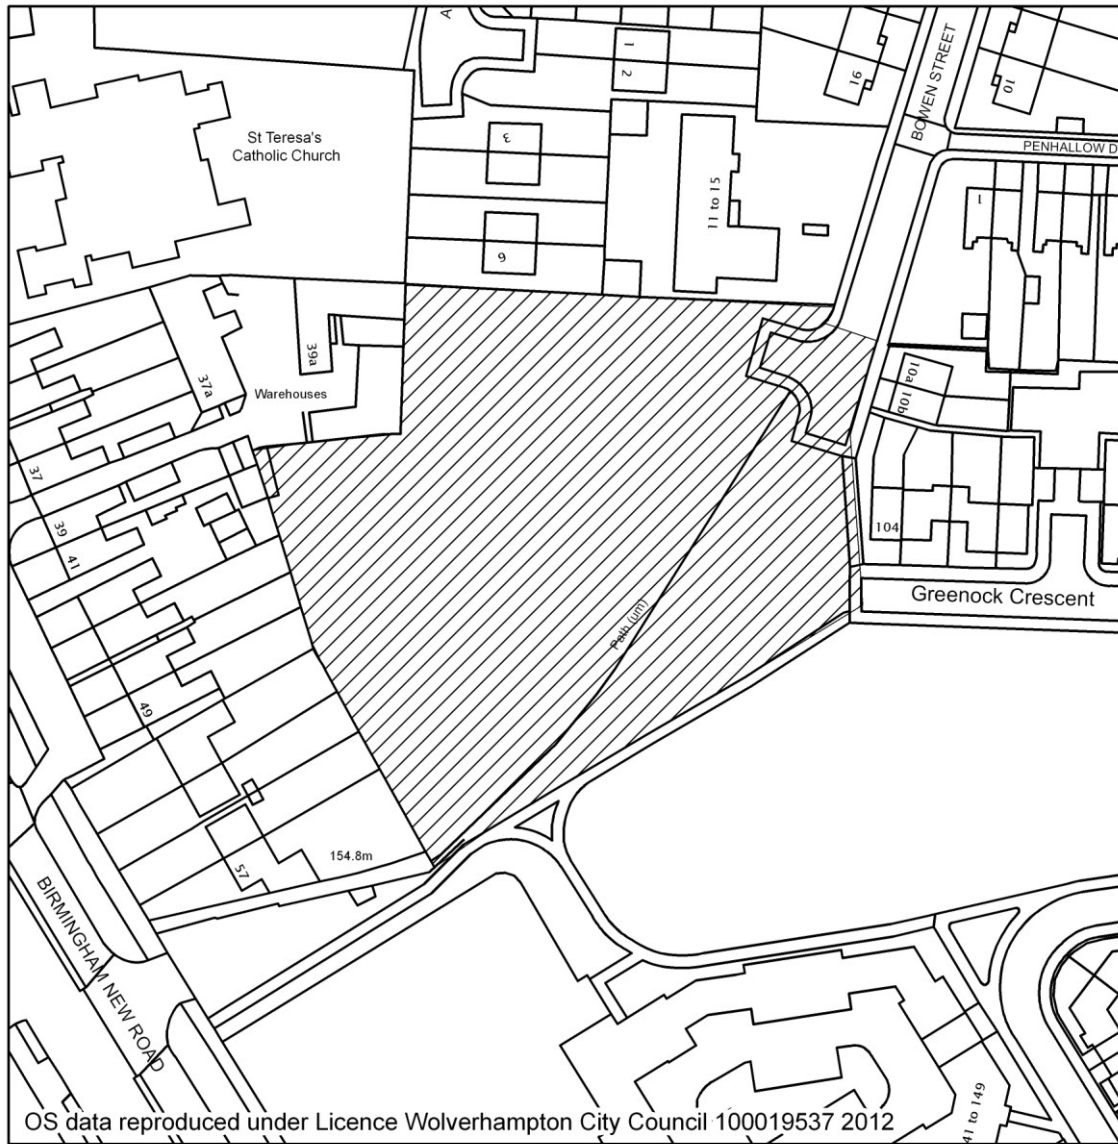 A
1
2
16
BOWEN STREET
10
St Teresa's
Catholic Church
3
PENHALLOW D
11 to 15
1
6
39a
37a
Warehouses
10a
10b
37
39
41
104
Greenock Crescent
Path (um)
49
57
154.8m
BIRMINGHAM NEW ROAD
41 to 149
OS data reproduced under Licence Wolverhampton City Council 100019537 2012